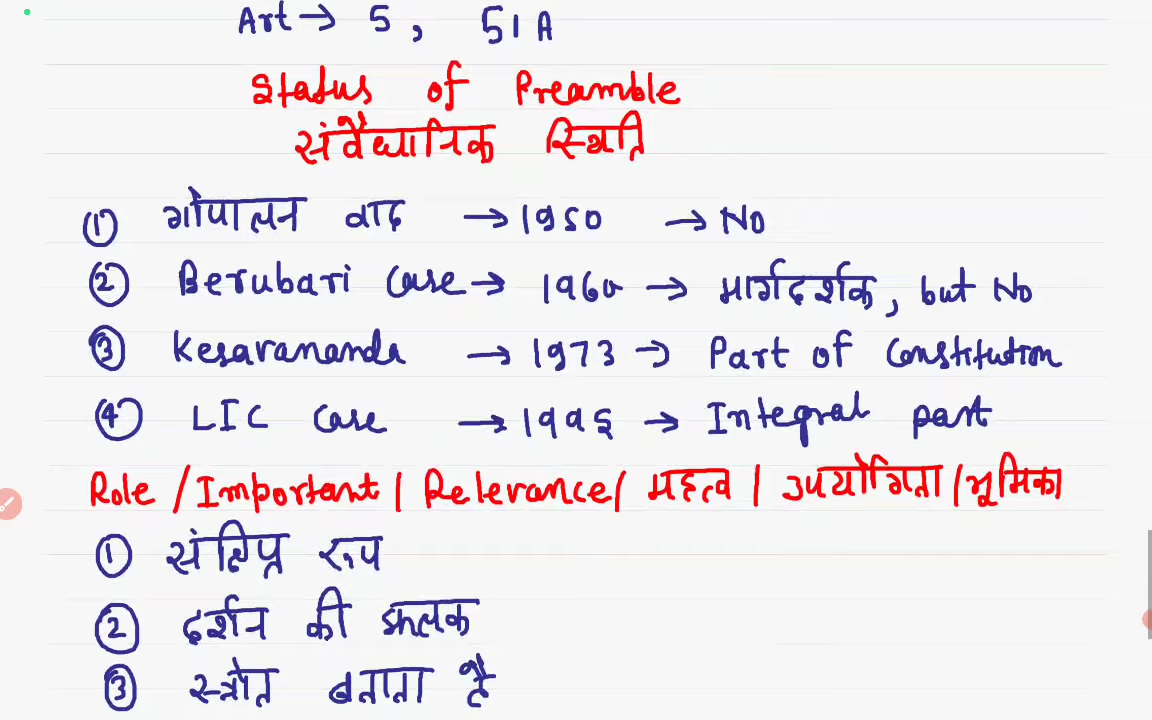 Art → 5, 51A
Status of Preamble
संवैधानिक स्थिति
① गोपालन वाद → 1950 → No
② Berubari Case → 1960 → मार्गदर्शक, but No
③ Kesavananda → 1973 → Part of Constitution
④ LIC Case → 1995 → Integral part
Role / Important | Relevance / महत्व | उपयोगिता | भूमिका
① संक्षिप्त रूप
② दर्शन की झलक
③ स्त्रोत बताता है